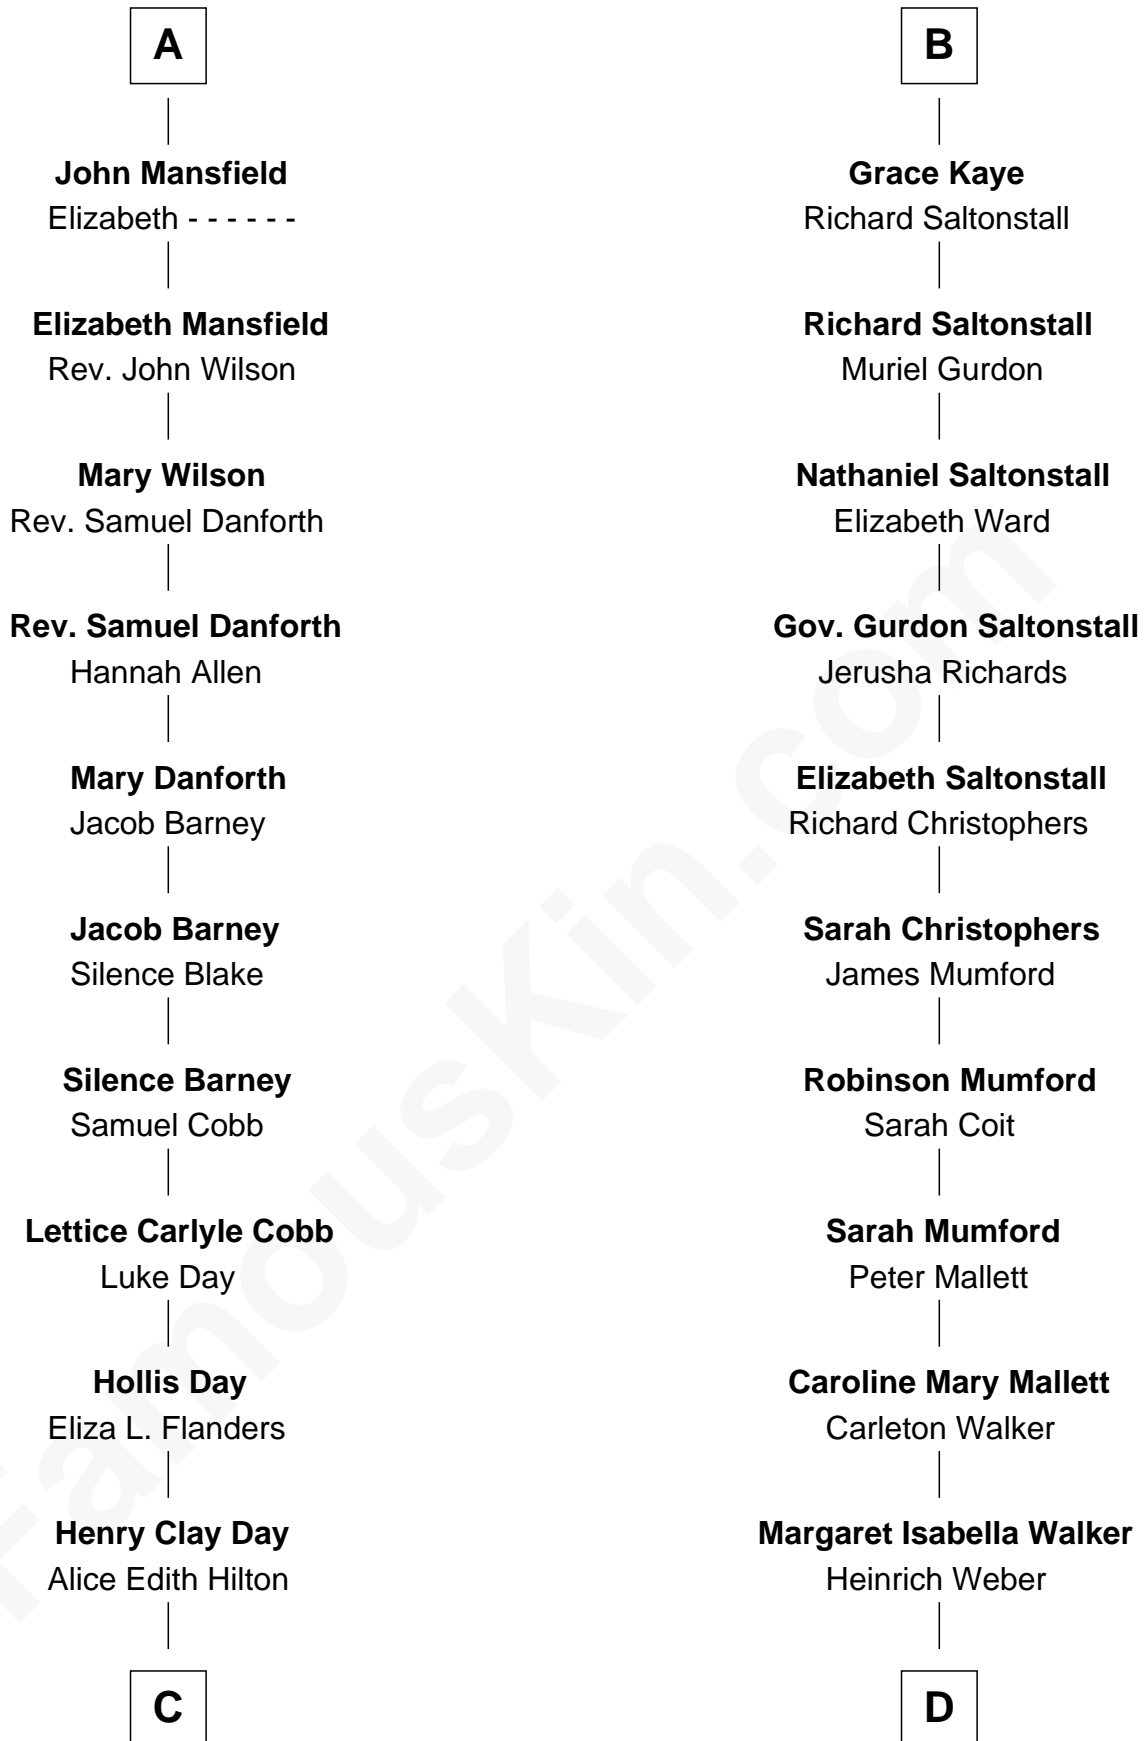 A
John Mansfield
Elizabeth - - - - - -
Elizabeth Mansfield
Rev. John Wilson
Mary Wilson
Rev. Samuel Danforth
Rev. Samuel Danforth
Hannah Allen
Mary Danforth
Jacob Barney
Jacob Barney
Silence Blake
Silence Barney
Samuel Cobb
Lettice Carlyle Cobb
Luke Day
Hollis Day
Eliza L. Flanders
Henry Clay Day
Alice Edith Hilton
C
B
Grace Kaye
Richard Saltonstall
Richard Saltonstall
Muriel Gurdon
Nathaniel Saltonstall
Elizabeth Ward
Gov. Gurdon Saltonstall
Jerusha Richards
Elizabeth Saltonstall
Richard Christophers
Sarah Christophers
James Mumford
Robinson Mumford
Sarah Coit
Sarah Mumford
Peter Mallett
Caroline Mary Mallett
Carleton Walker
Margaret Isabella Walker
Heinrich Weber
D
FamousKin.com